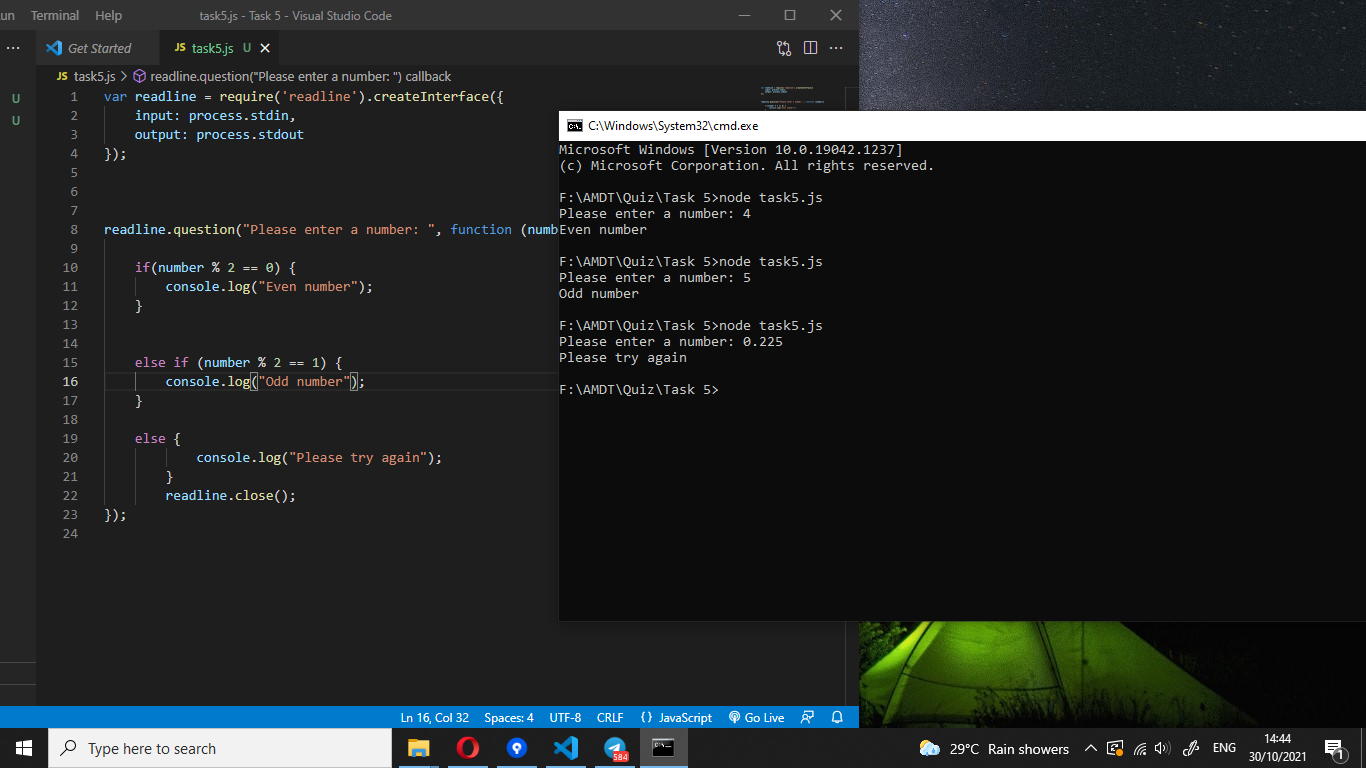 un Terminal Help task5.js - Task 5 - Visual Studio Code
Get Started JS task5.js U
JS task5.js > readline.question("Please enter a number: ") callback
U
U
1 var readline = require('readline').createInterface({
2 input: process.stdin,
3 output: process.stdout
4 });
5
6
7
8 readline.question("Please enter a number: ", function (numb
9
10 if(number % 2 == 0) {
11 console.log("Even number");
12 }
13
14
15 else if (number % 2 == 1) {
16 console.log("Odd number");
17 }
18
19 else {
20 console.log("Please try again");
21 }
22 readline.close();
23 });
24
C:\Windows\System32\cmd.exe
Microsoft Windows [Version 10.0.19042.1237]
(c) Microsoft Corporation. All rights reserved.
F:\AMDT\Quiz\Task 5>node task5.js
Please enter a number: 4
Even number
F:\AMDT\Quiz\Task 5>node task5.js
Please enter a number: 5
Odd number
F:\AMDT\Quiz\Task 5>node task5.js
Please enter a number: 0.225
Please try again
F:\AMDT\Quiz\Task 5>
Ln 16, Col 32 Spaces: 4 UTF-8 CRLF {} JavaScript Go Live
Type here to search
584
29°C Rain showers ENG
14:44
30/10/2021
1